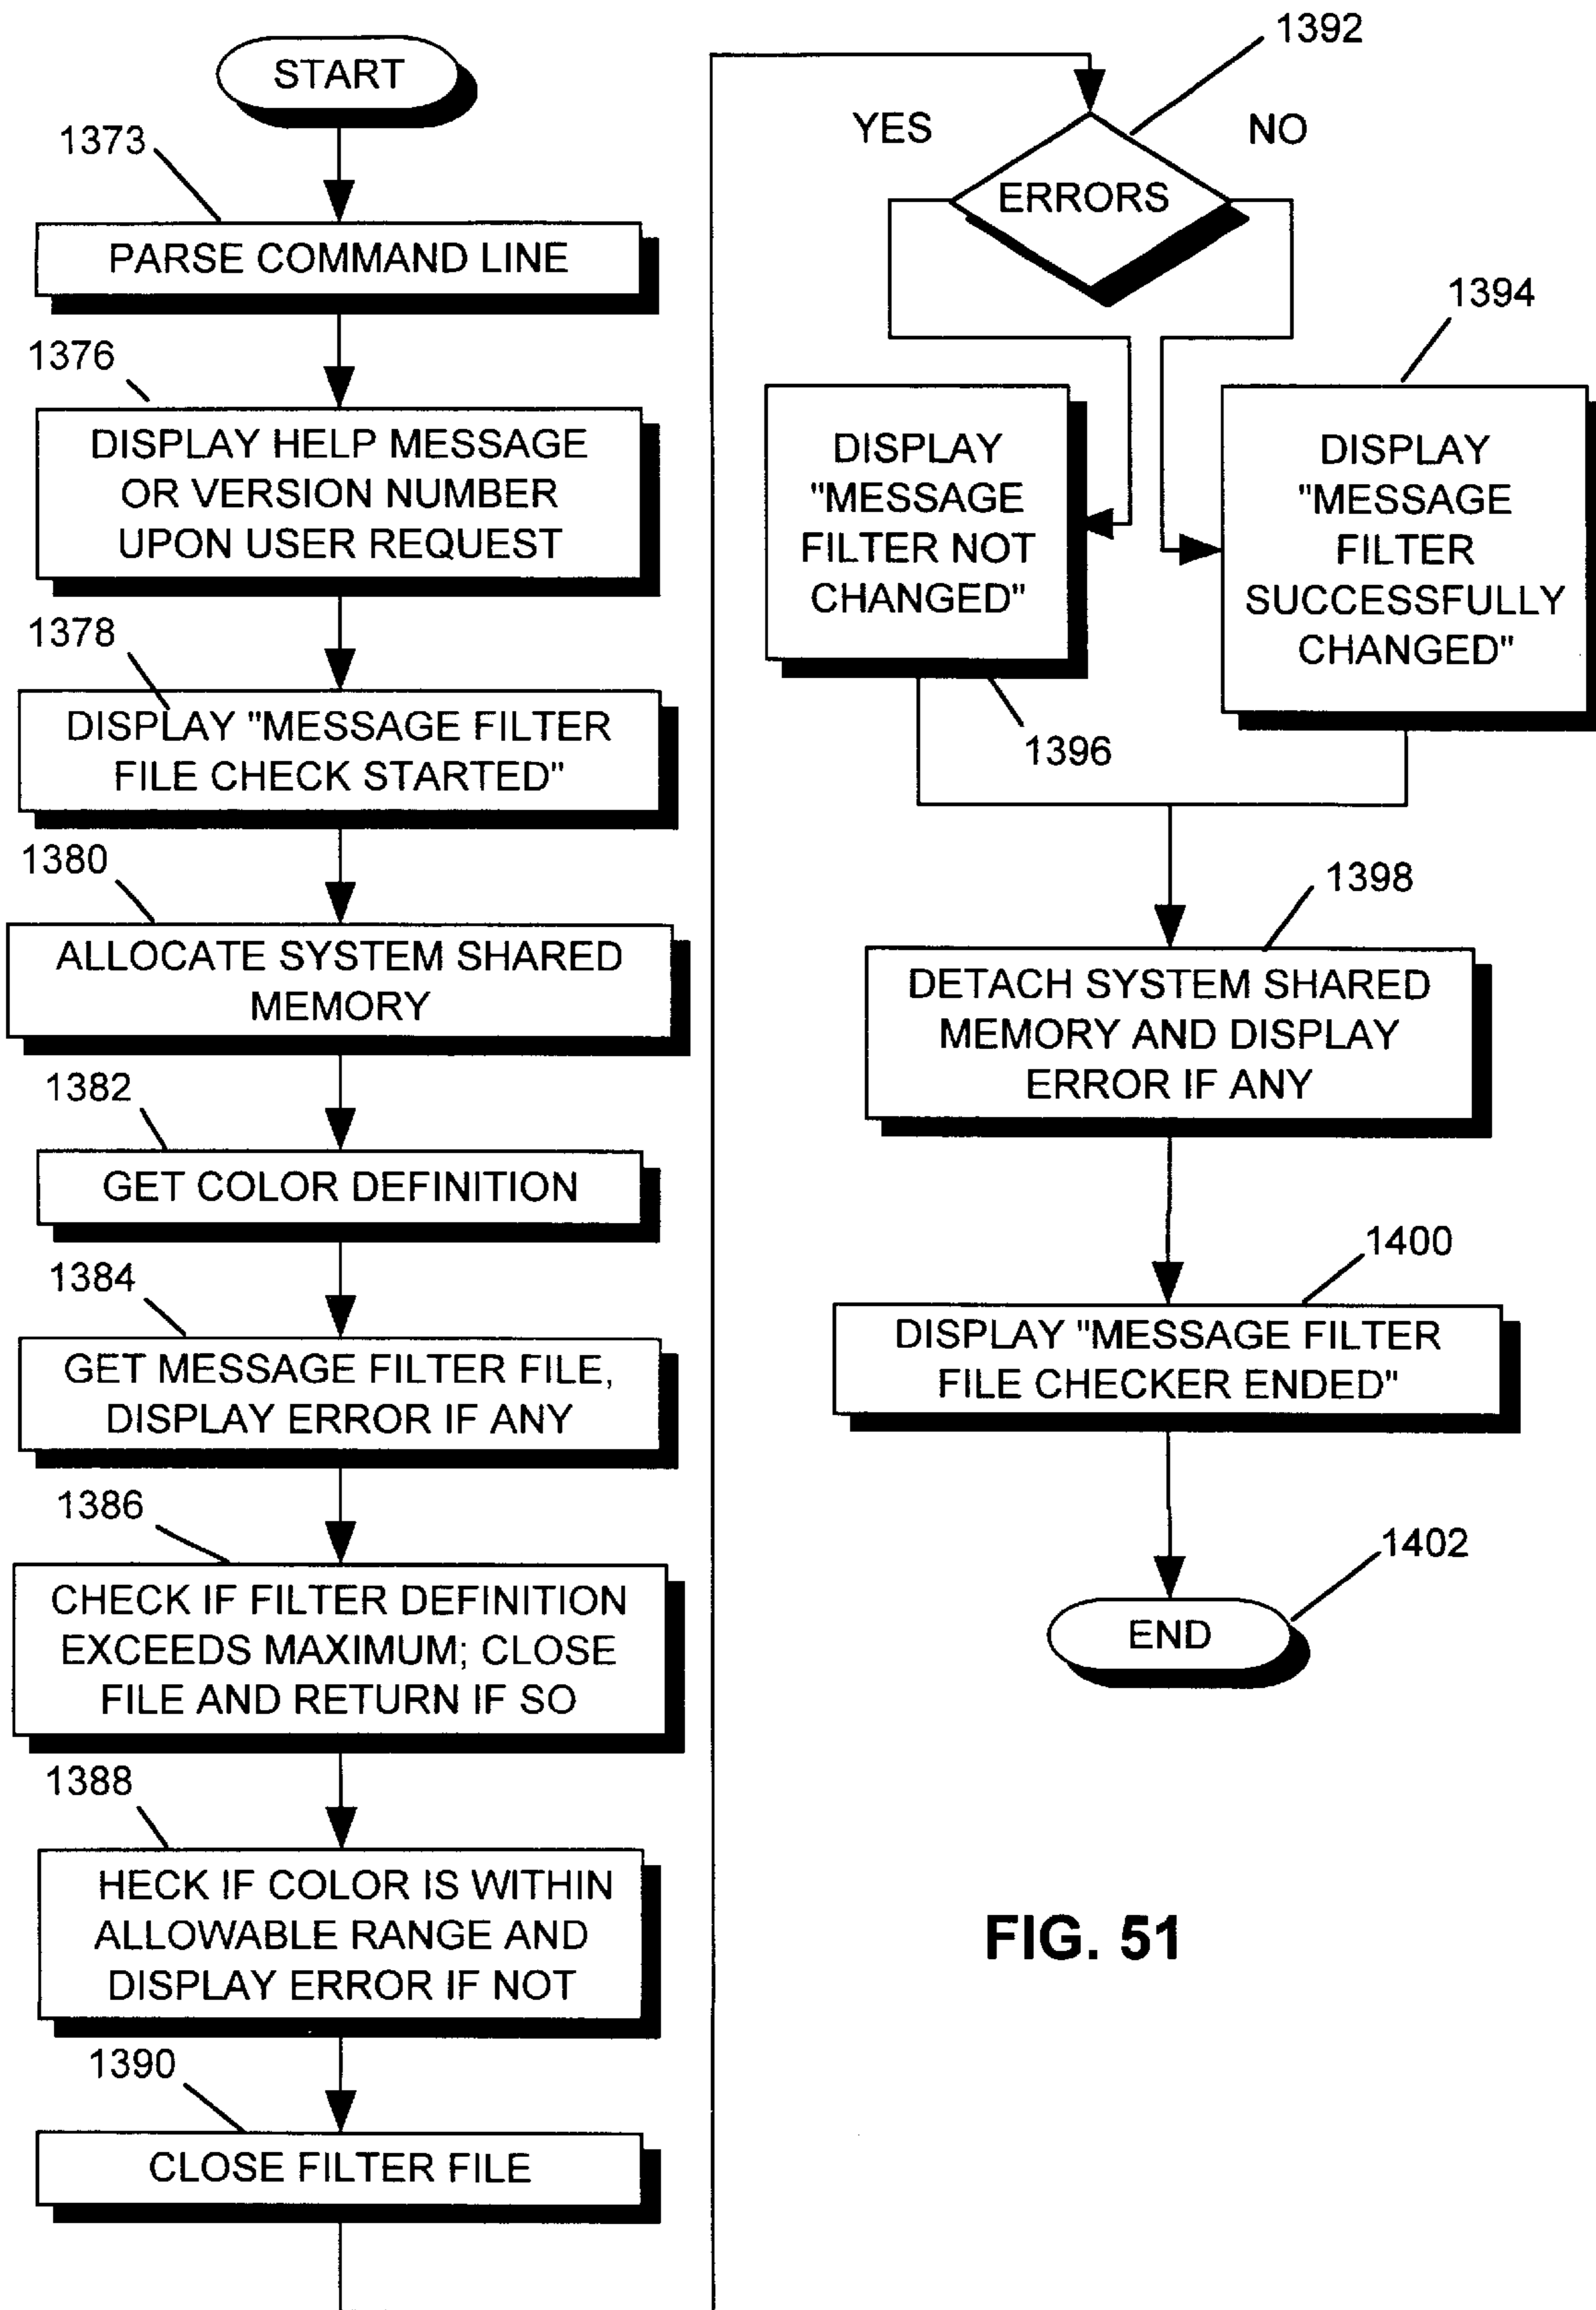 START
1373
PARSE COMMAND LINE
1376
DISPLAY HELP MESSAGE
OR VERSION NUMBER
UPON USER REQUEST
1378
DISPLAY "MESSAGE FILTER
FILE CHECK STARTED"
1380
ALLOCATE SYSTEM SHARED
MEMORY
1382
GET COLOR DEFINITION
1384
GET MESSAGE FILTER FILE,
DISPLAY ERROR IF ANY
1386
CHECK IF FILTER DEFINITION
EXCEEDS MAXIMUM; CLOSE
FILE AND RETURN IF SO
1388
HECK IF COLOR IS WITHIN
ALLOWABLE RANGE AND
DISPLAY ERROR IF NOT
1390
CLOSE FILTER FILE
1392
YES
NO
ERRORS
1394
DISPLAY
"MESSAGE
FILTER NOT
CHANGED"
1396
DISPLAY
"MESSAGE
FILTER
SUCCESSFULLY
CHANGED"
1398
DETACH SYSTEM SHARED
MEMORY AND DISPLAY
ERROR IF ANY
1400
DISPLAY "MESSAGE FILTER
FILE CHECKER ENDED"
1402
END
FIG. 51